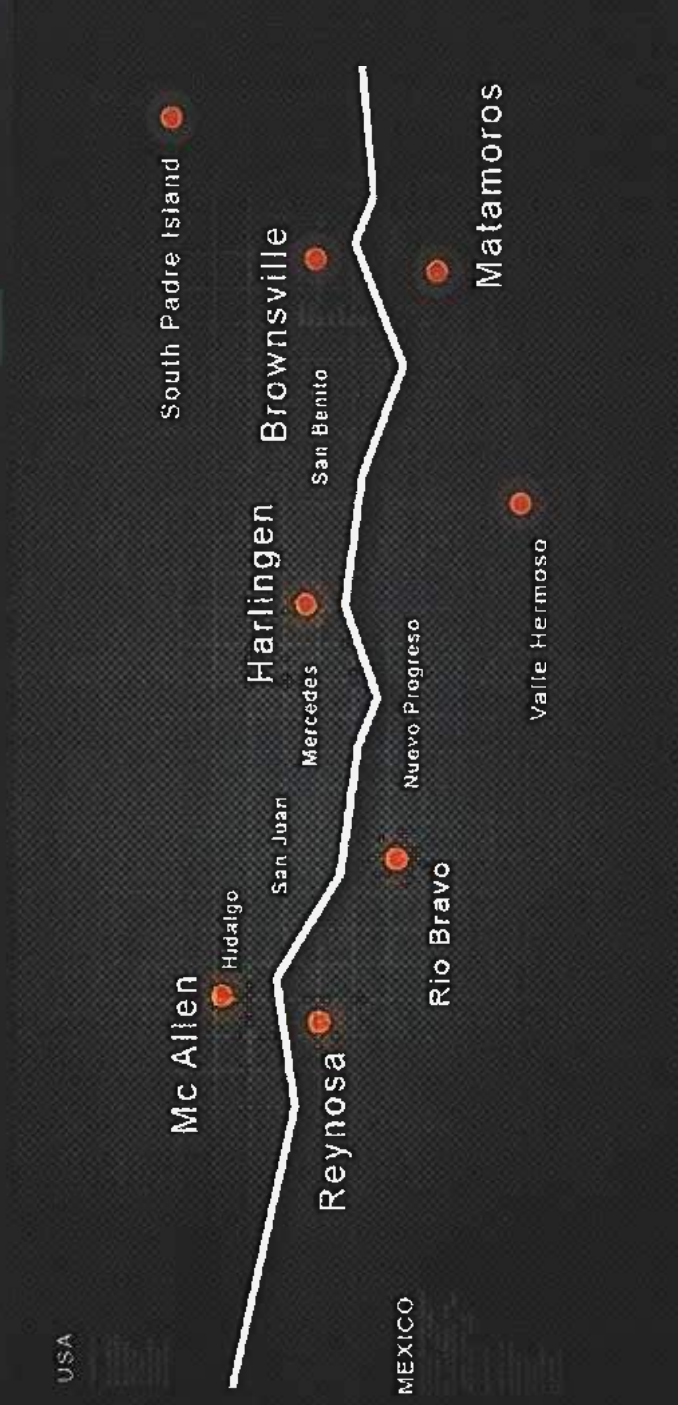 USA
South Padre Island
Mc Allen
Hidalgo
Harlingen
Brownsville
San Juan
Mercedes
San Benito
Reynosa
Nuevo Progreso
Rio Bravo
Matamoros
Valle Hermoso
MEXICO